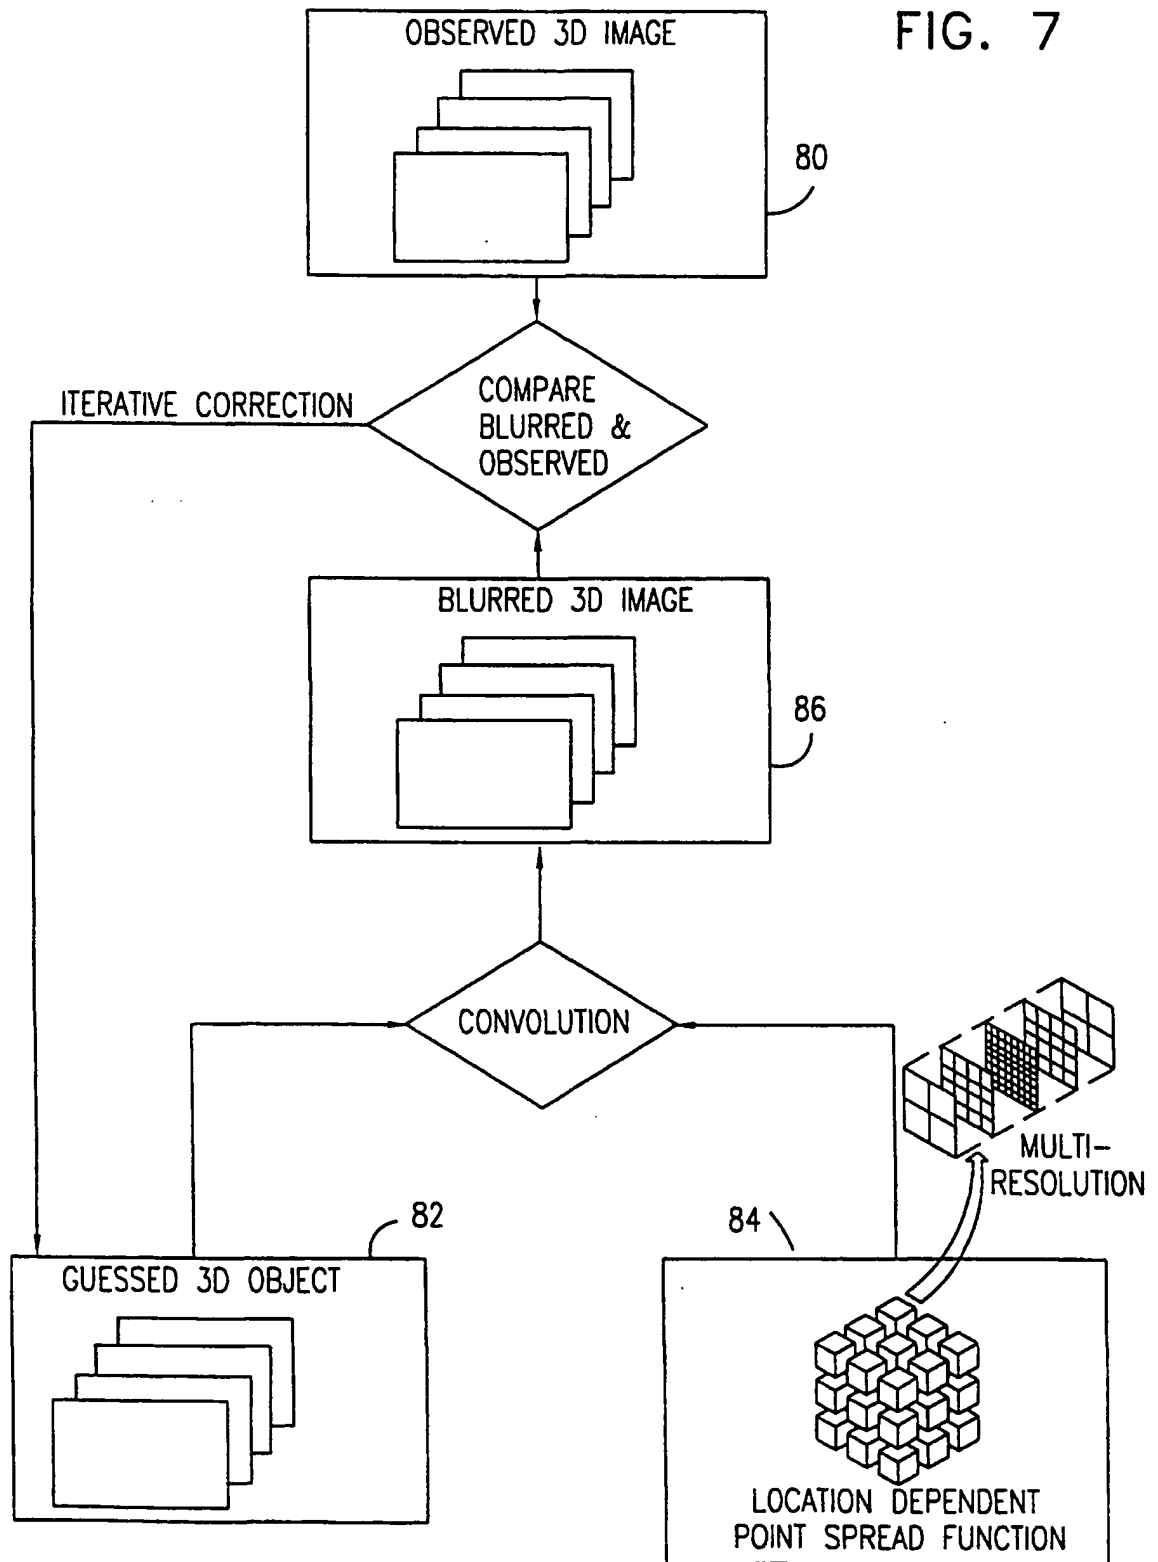 FIG. 7
OBSERVED 3D IMAGE
80
ITERATIVE CORRECTION
COMPARE
BLURRED &
OBSERVED
BLURRED 3D IMAGE
86
CONVOLUTION
MULTI-
RESOLUTION
82
84
GUESSED 3D OBJECT
LOCATION DEPENDENT
POINT SPREAD FUNCTION